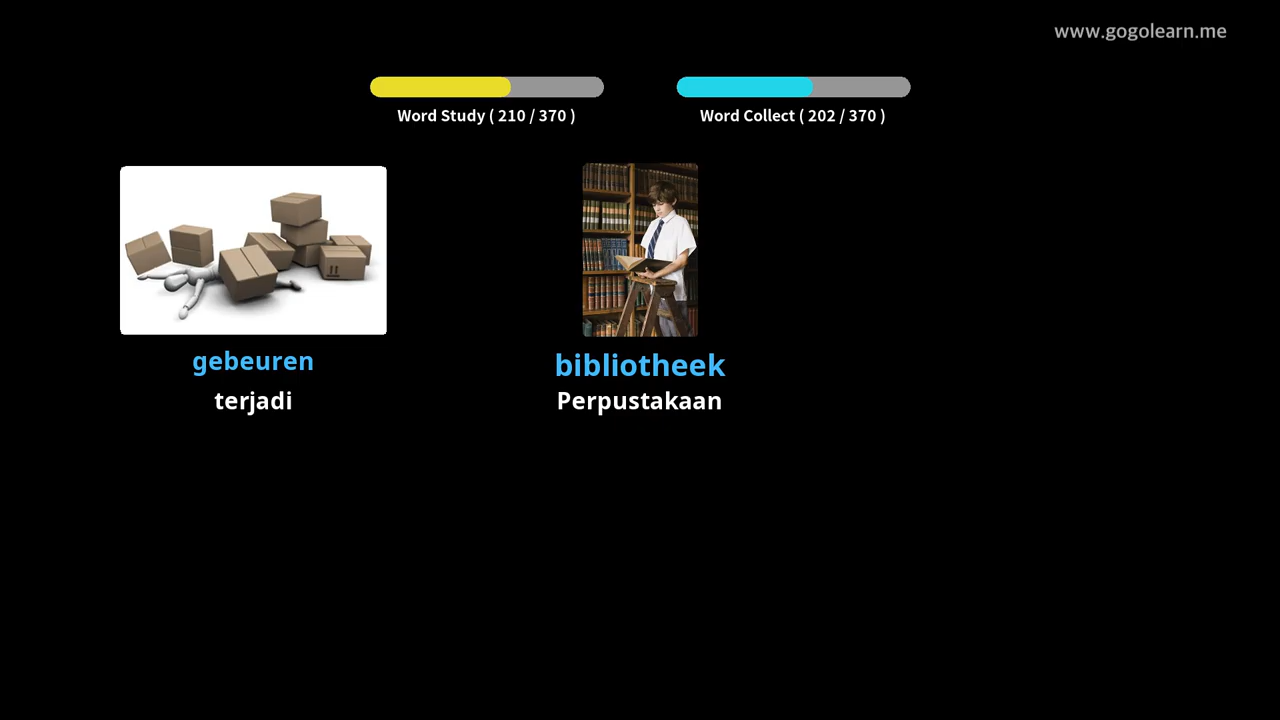 www.gogolearn.me
Word Study ( 210 / 370 )
Word Collect ( 202 / 370 )
gebeuren
terjadi
bibliotheek
Perpustakaan